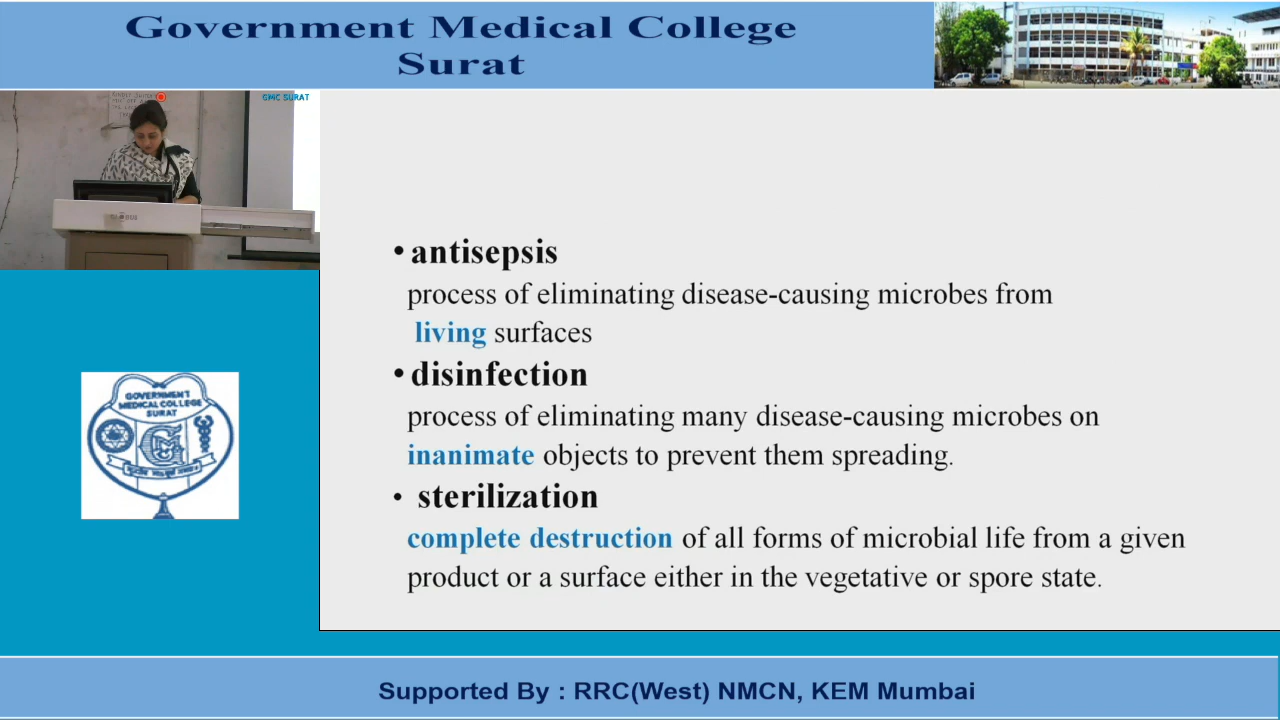 Government Medical College
Surat
GMC SURAT
• antisepsis
process of eliminating disease-causing microbes from
living surfaces
• disinfection
process of eliminating many disease-causing microbes on
inanimate objects to prevent them spreading.
• sterilization
complete destruction of all forms of microbial life from a given
product or a surface either in the vegetative or spore state.
GOVERNMENT
MEDICAL COLLEGE
SURAT
Supported By : RRC(West) NMCN, KEM Mumbai